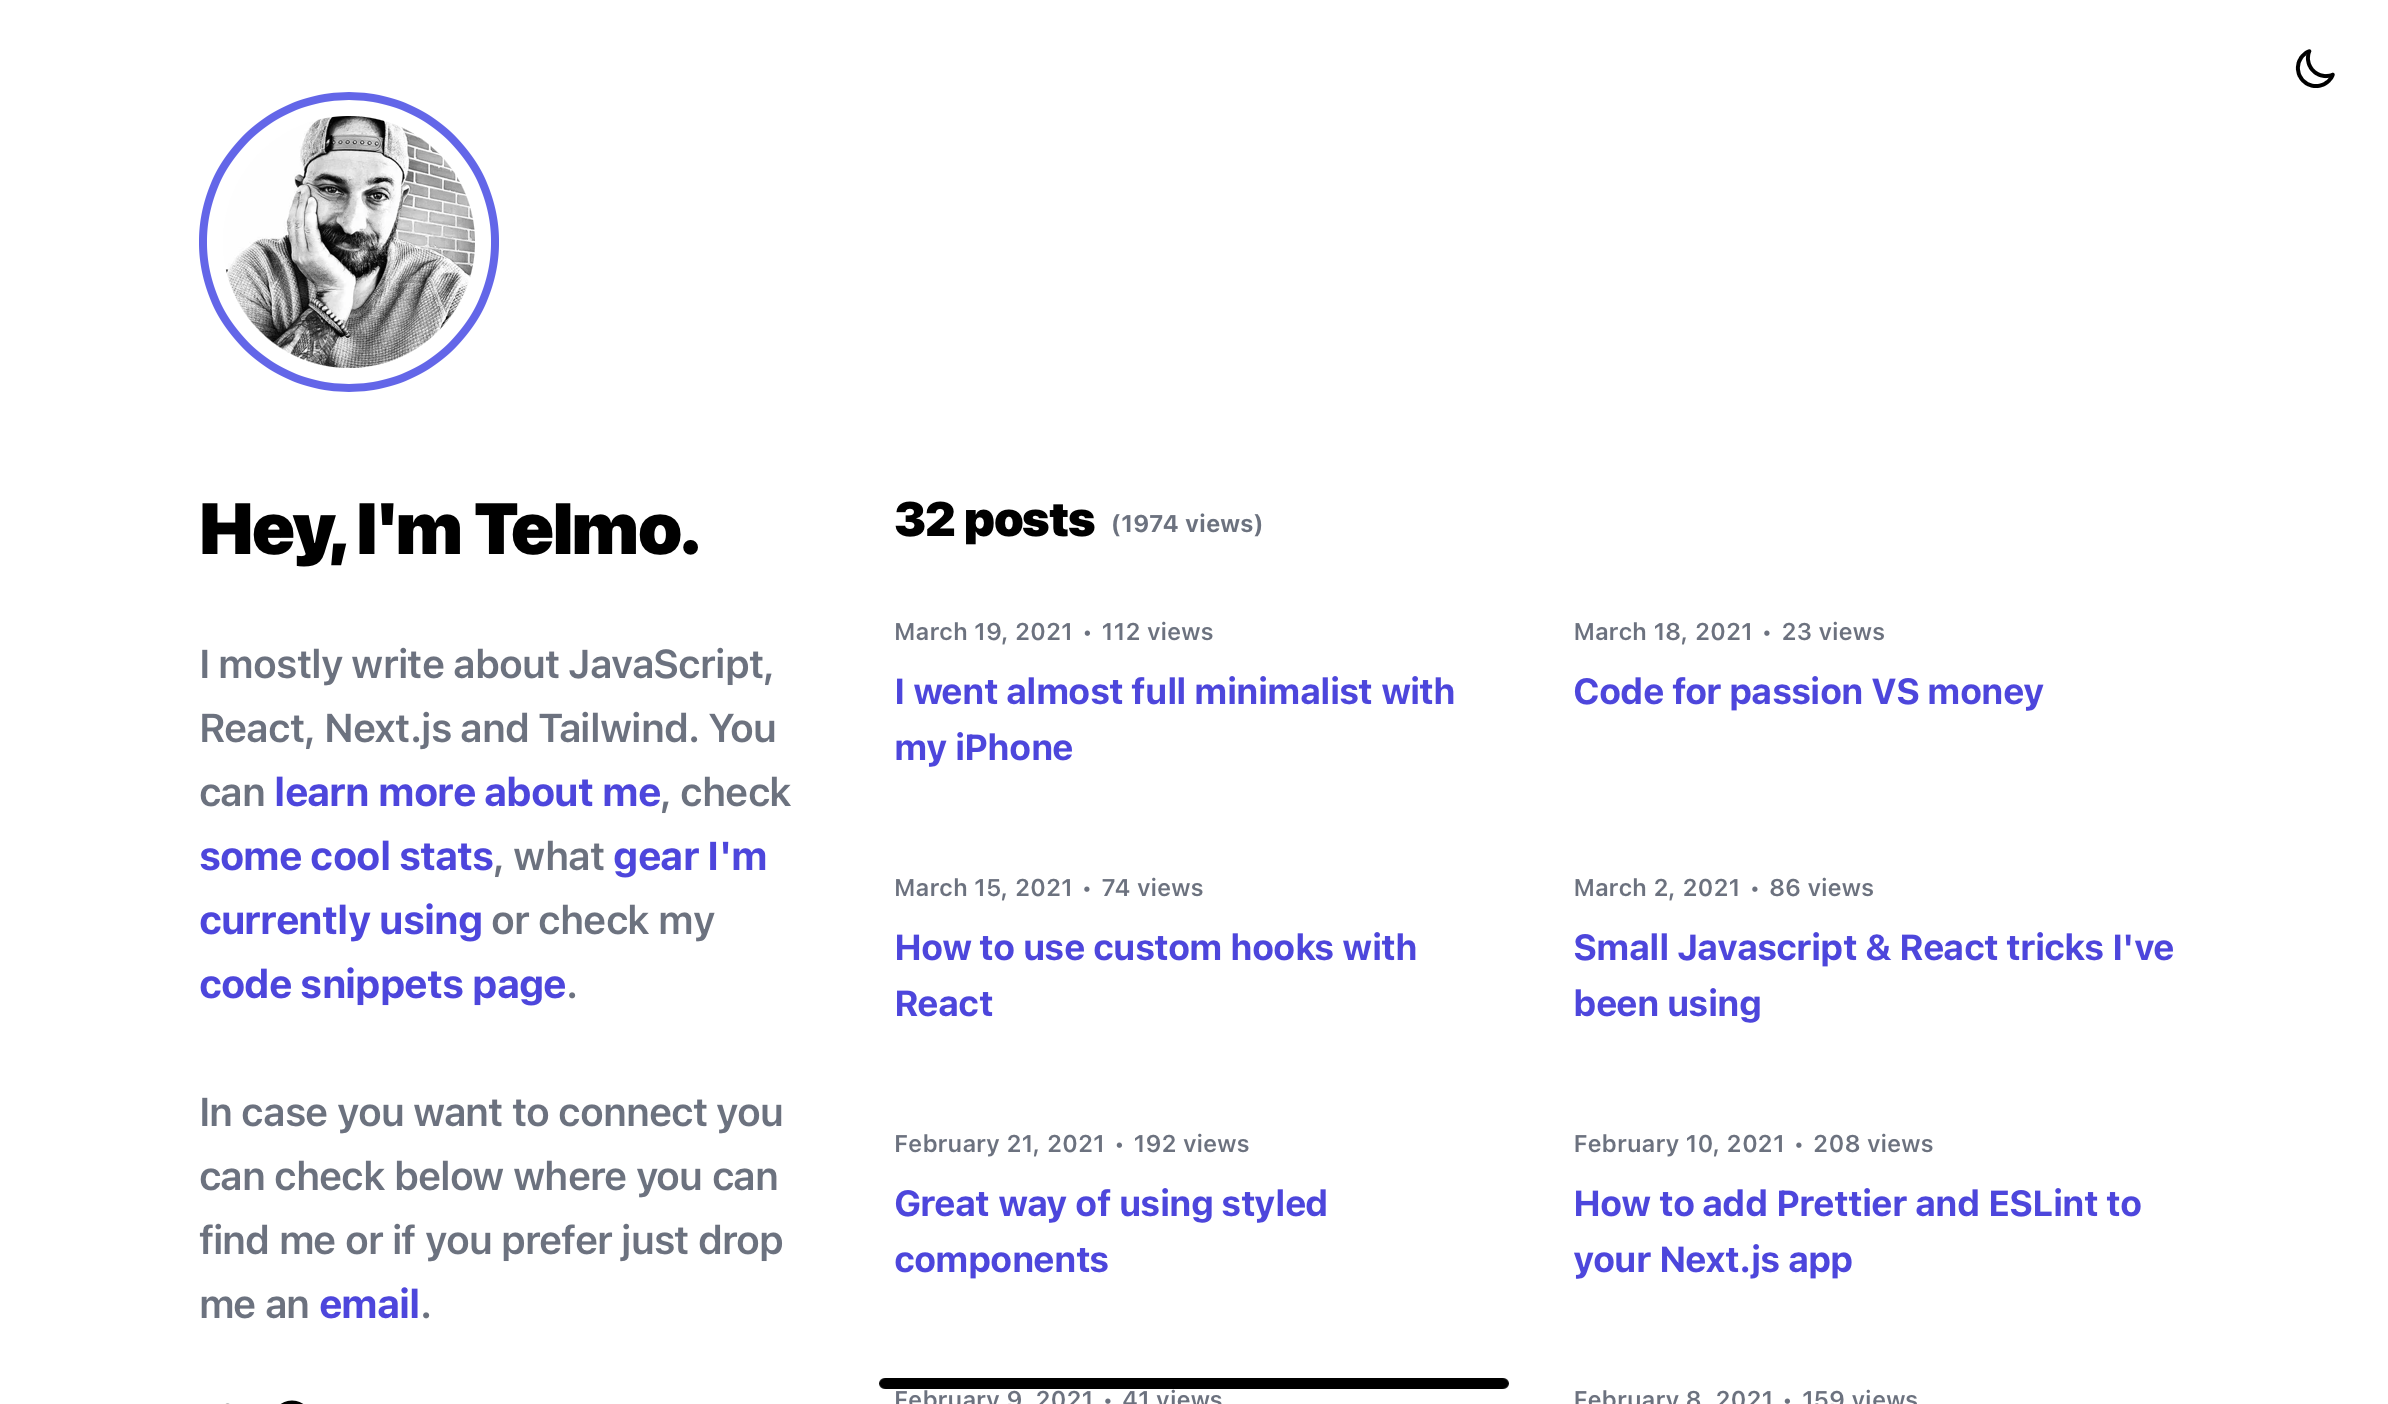 Hey, I'm Telmo.
I mostly write about JavaScript,
React, Next.js and Tailwind. You
can learn more about me, check
some cool stats, what gear I'm
currently using or check my
code snippets page.
In case you want to connect you
can check below where you can
find me or if you prefer just drop
me an email.
32 posts (1974 views)
March 19, 2021 • 112 views
I went almost full minimalist with
my iPhone
March 18, 2021 • 23 views
Code for passion VS money
March 15, 2021 • 74 views
How to use custom hooks with
React
March 2, 2021 • 86 views
Small Javascript & React tricks I've
been using
February 21, 2021 • 192 views
Great way of using styled
components
February 10, 2021 • 208 views
How to add Prettier and ESLint to
your Next.js app
February 9, 2021 • 41 views
February 8, 2021 • 159 views